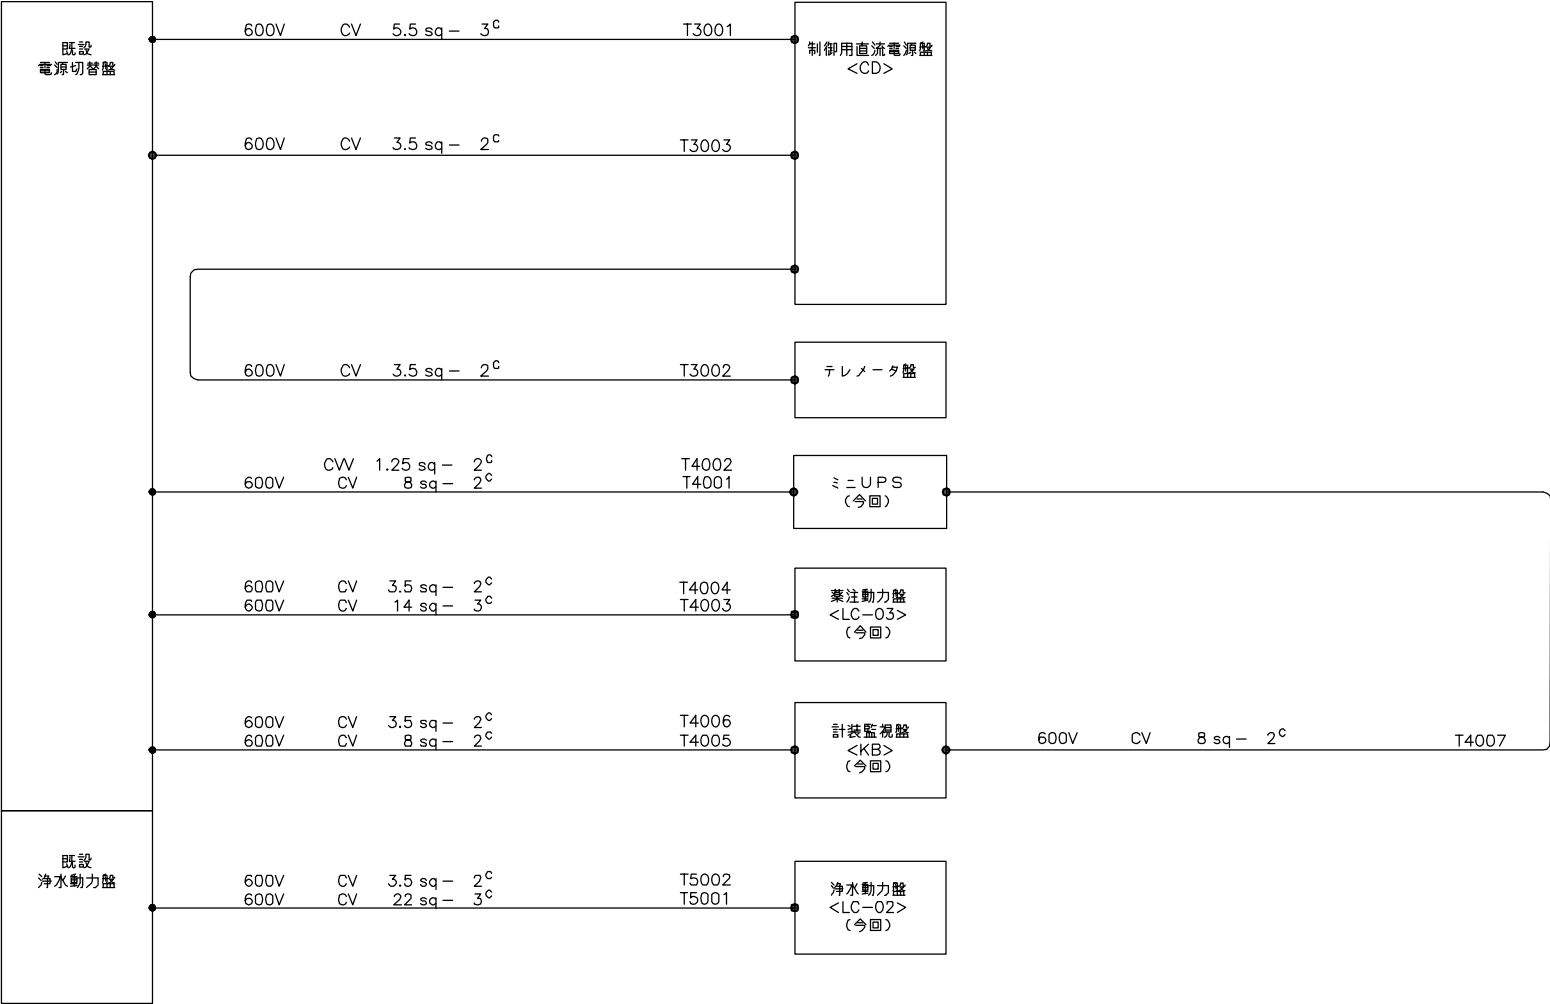 既設
電源切替盤
600V CV 5.5 sq - 3C T3001
制御用直流電源盤
<CD>
600V CV 3.5 sq - 2C T3003
600V CV 3.5 sq - 2C T3002
テレメータ盤
CVV 1.25 sq - 2C T4002
600V CV 8 sq - 2C T4001
ミニUPS
(今回)
600V CV 3.5 sq - 2C T4004
600V CV 14 sq - 3C T4003
薬注動力盤
<LC-03>
(今回)
600V CV 3.5 sq - 2C T4006
600V CV 8 sq - 2C T4005
計装監視盤
<KB>
(今回)
600V CV 8 sq - 2C T4007
既設
浄水動力盤
600V CV 3.5 sq - 2C T5002
600V CV 22 sq - 3C T5001
浄水動力盤
<LC-02>
(今回)